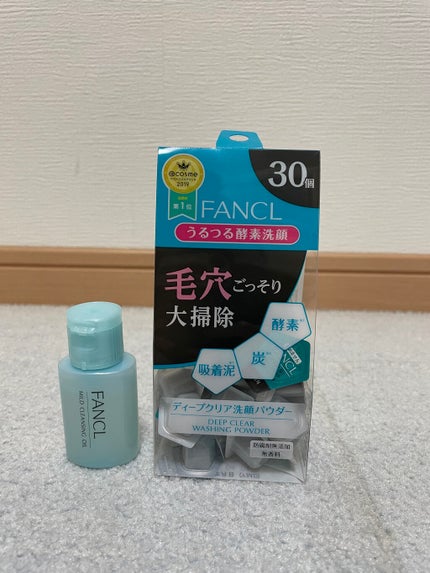 @cosme
2019
第1位
30個
FANCL
うるつる酵素洗顔
毛穴ごっそり
大掃除
酵素
炭
吸着泥
ディープクリア洗顔パウダー
DEEP CLEAR
WASHING POWDER
防腐剤無添加
無香料
FANCL
MILD CLEANSING OIL